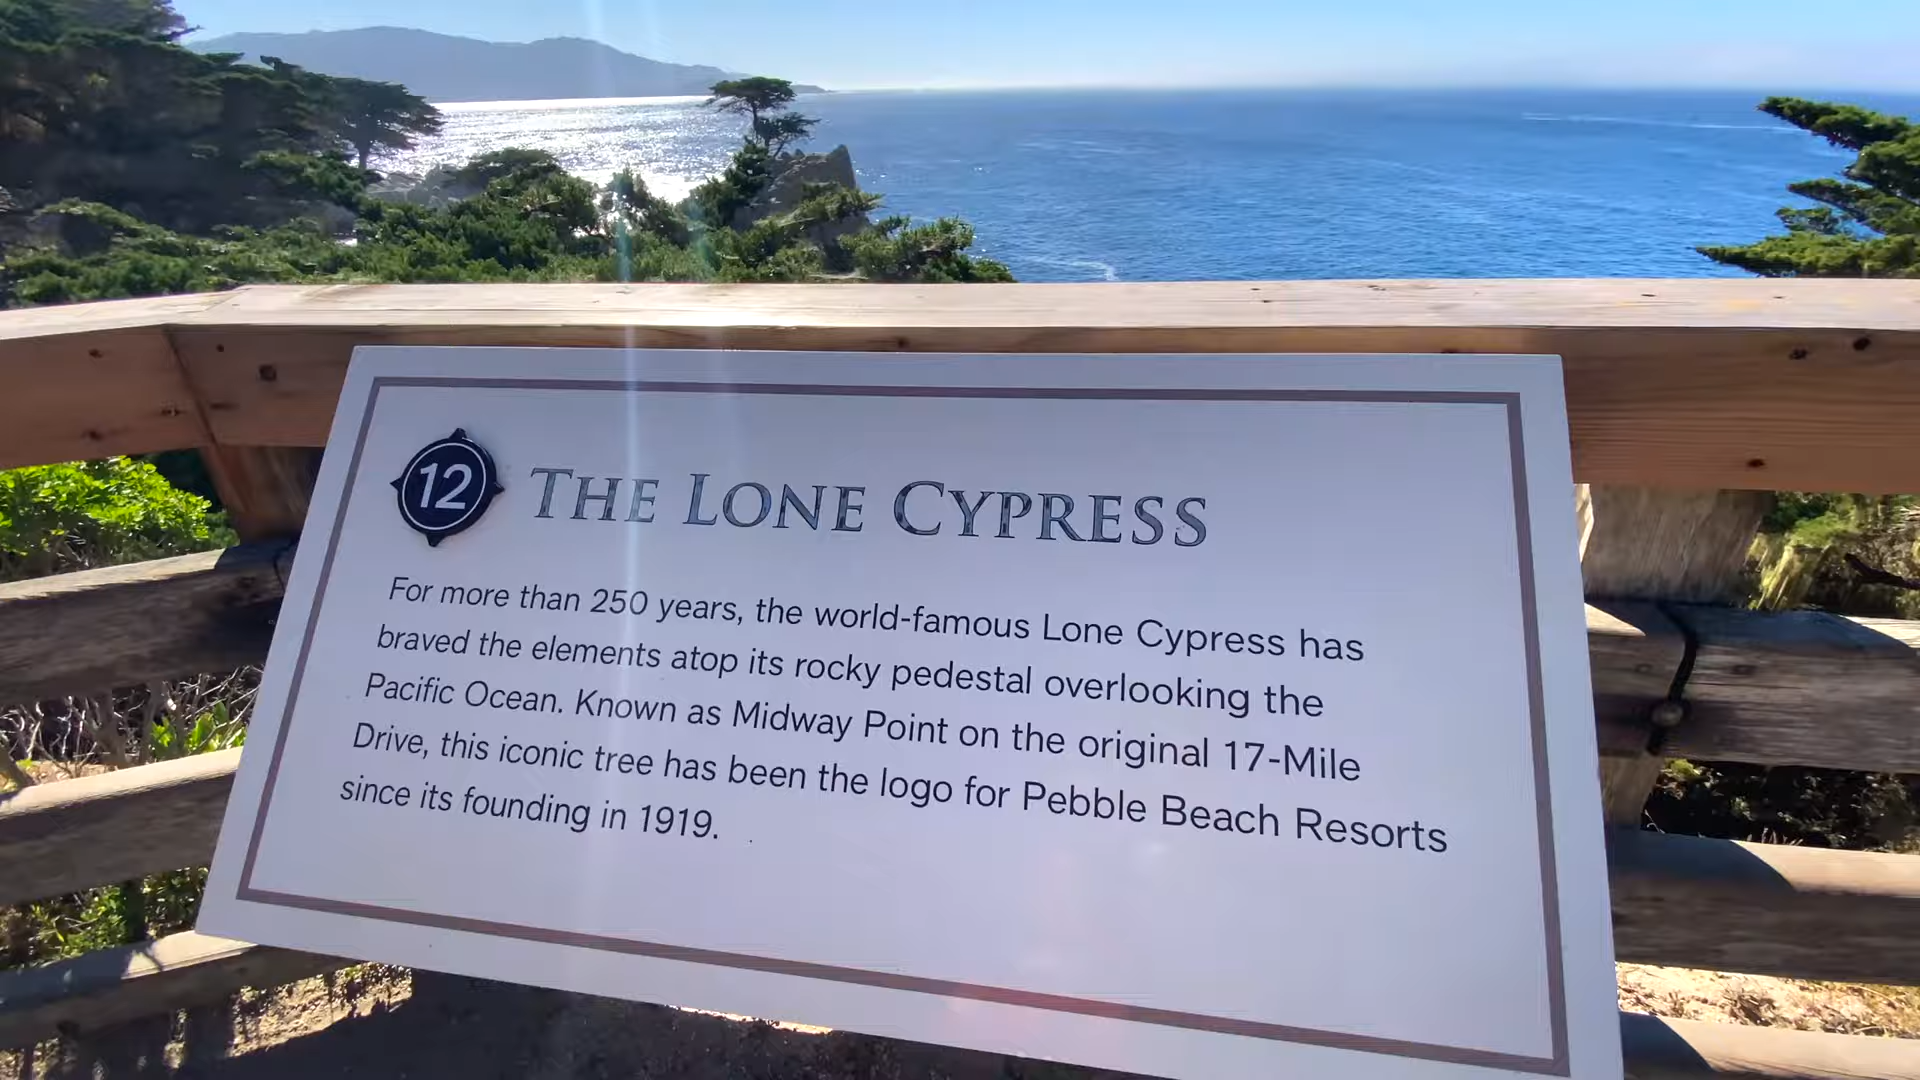 12
THE LONE CYPRESS
For more than 250 years, the world-famous Lone Cypress has
braved the elements atop its rocky pedestal overlooking the
Pacific Ocean. Known as Midway Point on the original 17-Mile
Drive, this iconic tree has been the logo for Pebble Beach Resorts
since its founding in 1919.